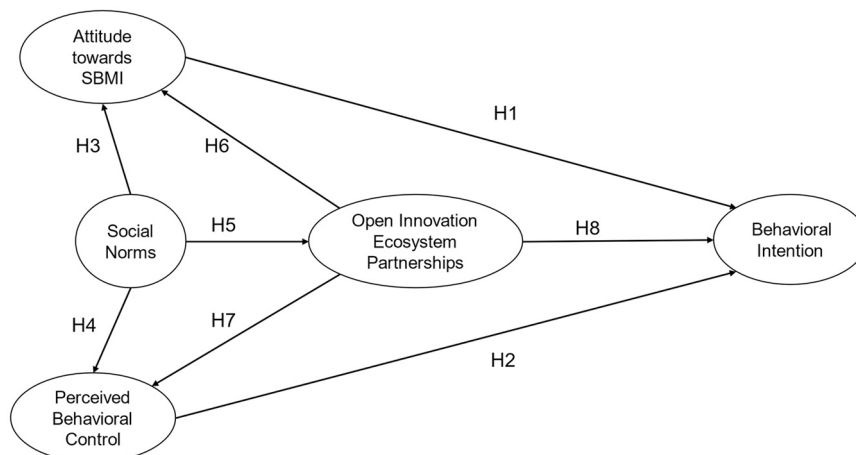 Attitude
towards
SBMI
H1
H3
H6
Social
Norms
H5
Open Innovation
Ecosystem
Partnerships
H8
Behavioral
Intention
H4
H7
H2
Perceived
Behavioral
Control